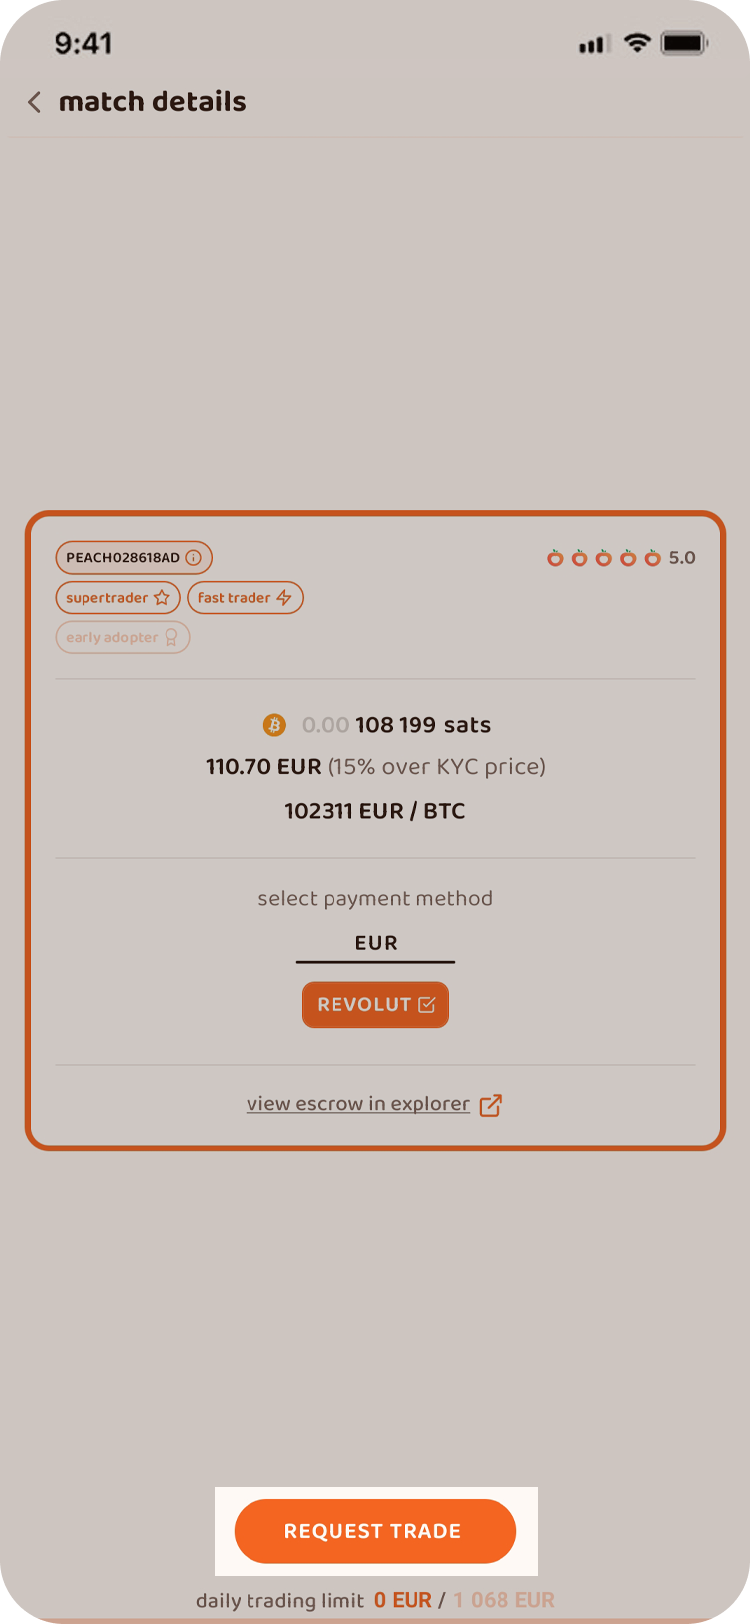 9:41
match details
PEACH028618AD
5.0
supertrader
fast trader
early adopter
0.00 108 199 sats
110.70 EUR (15% over KYC price)
102311 EUR / BTC
select payment method
EUR
REVOLUT
view escrow in explorer
REQUEST TRADE
daily trading limit 0 EUR / 1 068 EUR